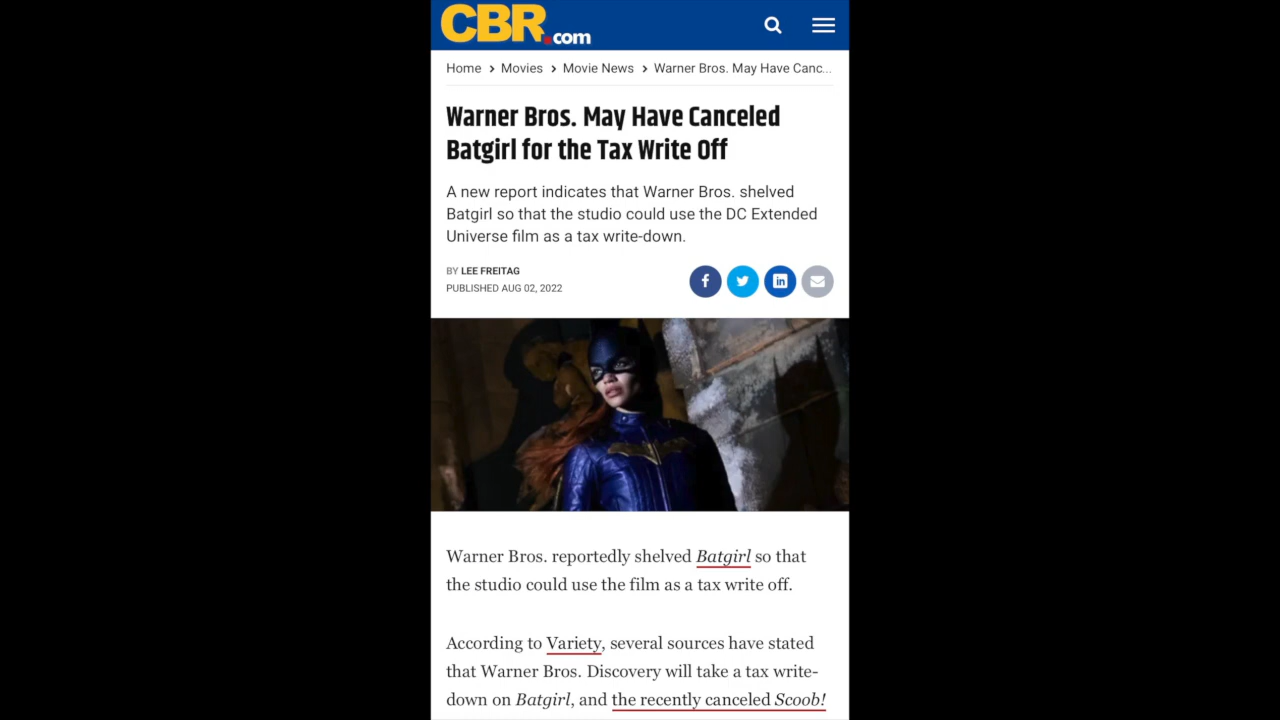 CBR.com
Home > Movies > Movie News > Warner Bros. May Have Canc...
Warner Bros. May Have Canceled
Batgirl for the Tax Write Off
A new report indicates that Warner Bros. shelved
Batgirl so that the studio could use the DC Extended
Universe film as a tax write-down.
BY LEE FREITAG
PUBLISHED AUG 02, 2022
Warner Bros. reportedly shelved Batgirl so that
the studio could use the film as a tax write off.
According to Variety, several sources have stated
that Warner Bros. Discovery will take a tax write-
down on Batgirl, and the recently canceled Scoob!